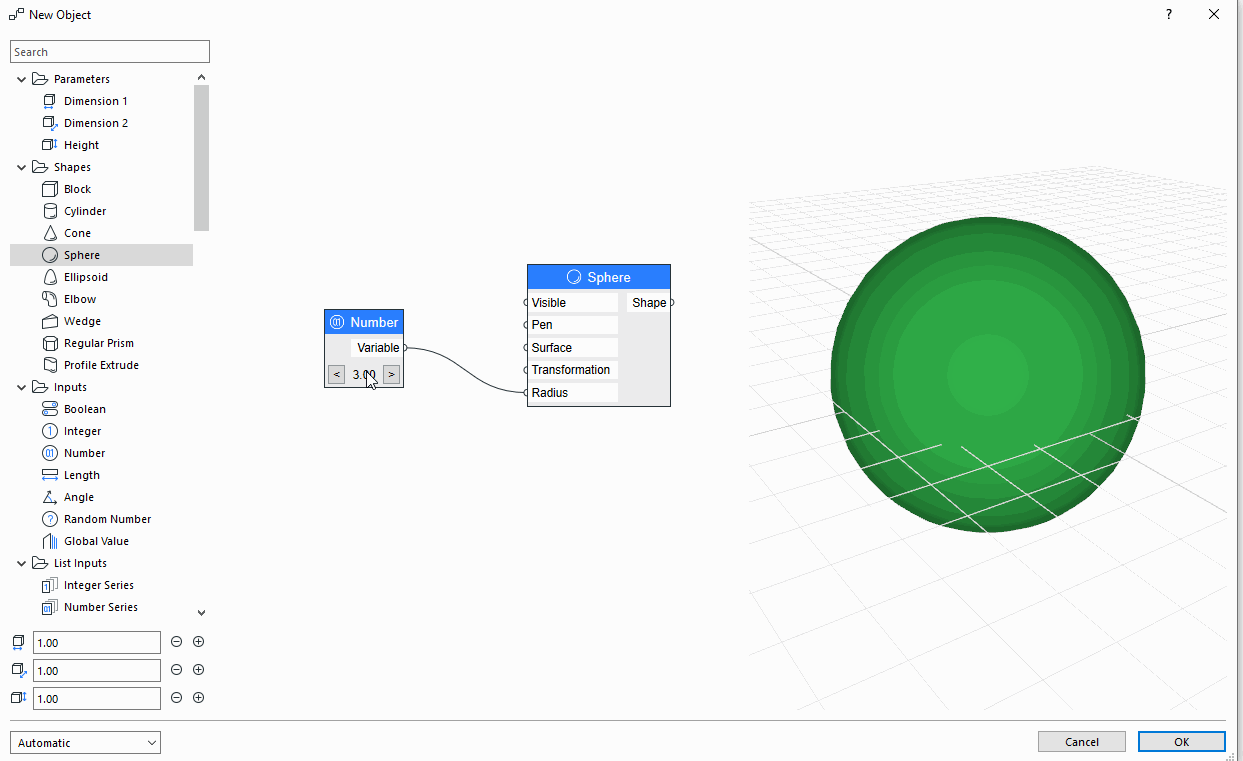 New Object
?
Search
Parameters
Dimension 1
Dimension 2
Height
Shapes
Block
Cylinder
Cone
Sphere
Ellipsoid
Elbow
Wedge
Regular Prism
Profile Extrude
Inputs
Boolean
Integer
Number
Length
Angle
Random Number
Global Value
List Inputs
Integer Series
Number Series
1.00
1.00
1.00
Automatic
Number
Variable
< 3.00 >
Sphere
Visible
Shape
Pen
Surface
Transformation
Radius
Cancel
OK